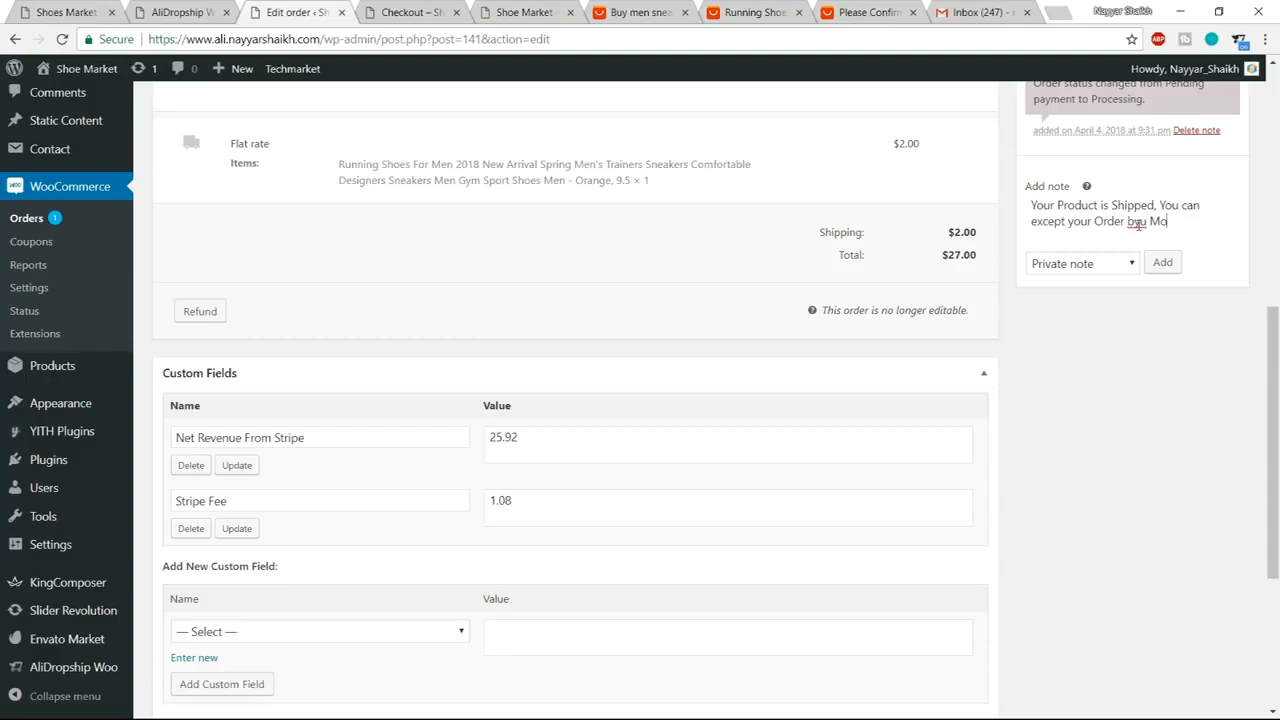 Shoes Market
AliDropship W
Edit order ‹ Sh
Checkout – Sh
Shoe Market
Buy men snea
Running Shoe
Please Confirm
Inbox (247) - n
Nayyar Shaikh
Secure
https://www.ali.nayyarshaikh.com/wp-admin/post.php?post=141&action=edit
Shoe Market
1
0
New
Techmarket
Howdy, Nayyar_Shaikh
Comments
Static Content
Contact
WooCommerce
Orders 1
Coupons
Reports
Settings
Status
Extensions
Products
Appearance
YITH Plugins
Plugins
Users
Tools
Settings
KingComposer
Slider Revolution
Envato Market
AliDropship Woo
Collapse menu
Flat rate
$2.00
Items:
Running Shoes For Men 2018 New Arrival Spring Men's Trainers Sneakers Comfortable
Designers Sneakers Men Gym Sport Shoes Men - Orange, 9.5 × 1
Shipping: $2.00
Total: $27.00
Refund
This order is no longer editable.
Custom Fields
Name Value
Net Revenue From Stripe 25.92
Delete Update
Stripe Fee 1.08
Delete Update
Add New Custom Field:
Name Value
— Select —
Enter new
Add Custom Field
Order status changed from Pending
payment to Processing.
added on April 4, 2018 at 9:31 pm Delete note
Add note
Your Product is Shipped, You can
except your Order byu Mo
Private note Add